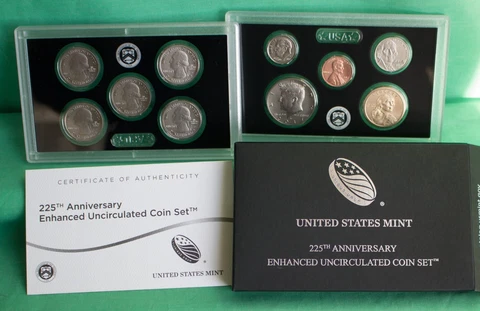 USA
CERTIFICATE OF AUTHENTICITY
225th Anniversary
Enhanced Uncirculated Coin Set™
UNITED STATES MINT
UNITED STATES MINT
225TH ANNIVERSARY
ENHANCED UNCIRCULATED COIN SET™